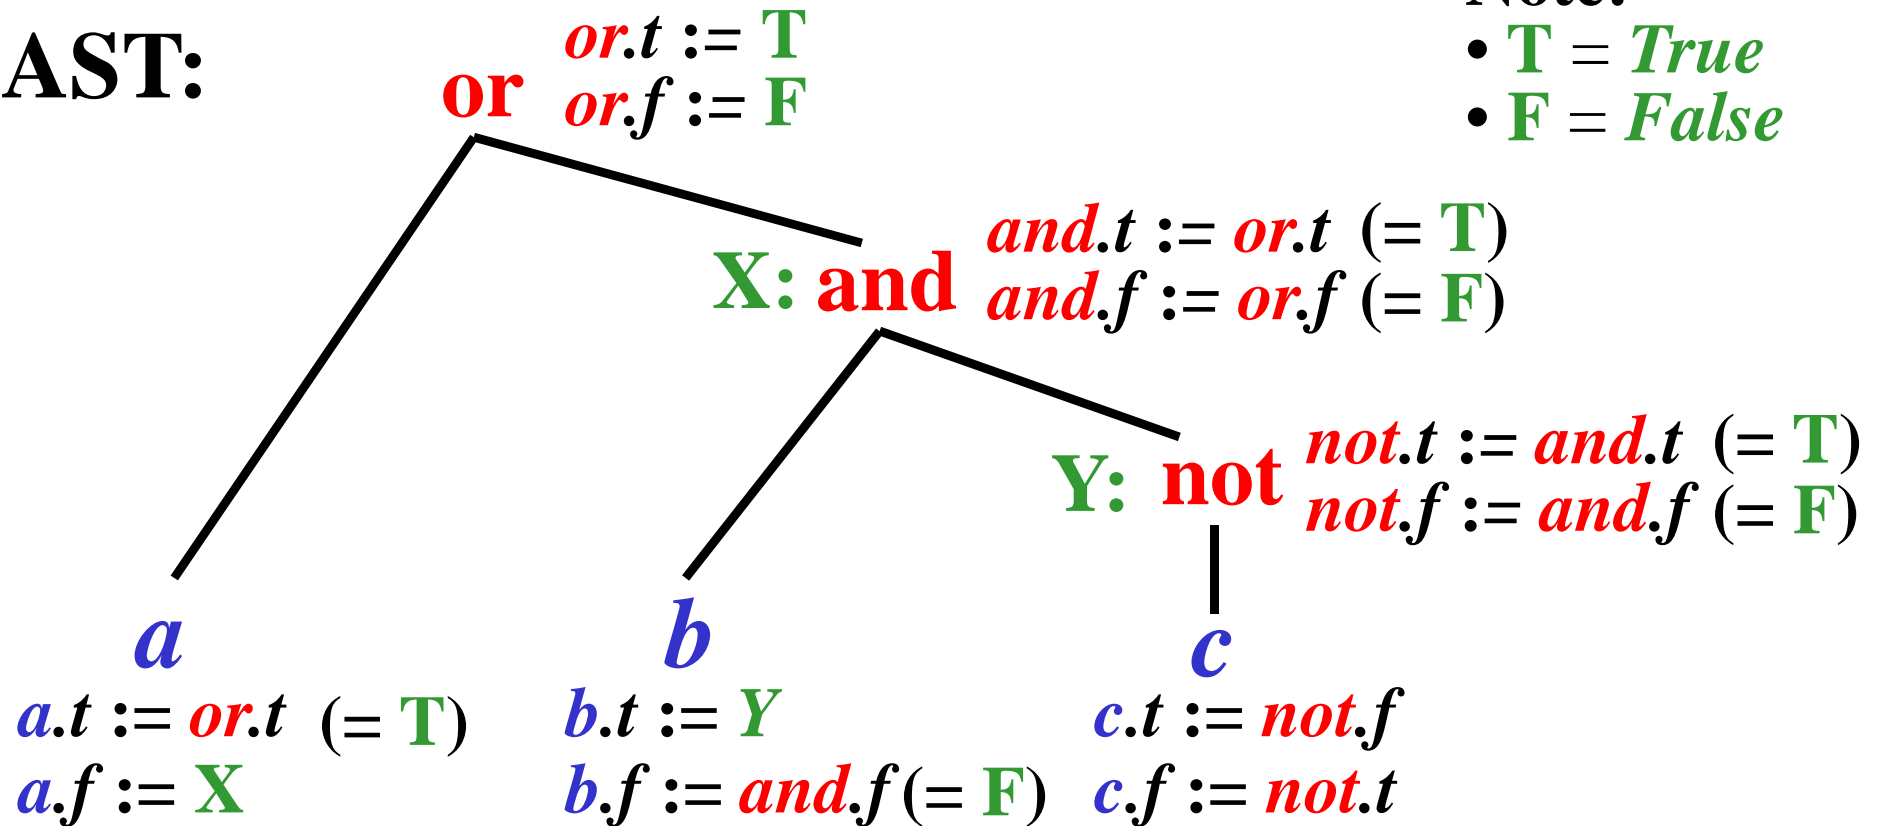 AST:
or
or.t := T
or.f := F
• T = True
• F = False
X: and
and.t := or.t (= T)
and.f := or.f (= F)
Y: not
not.t := and.t (= T)
not.f := and.f (= F)
a
b
c
a.t := or.t (= T)
a.f := X
b.t := Y
b.f := and.f (= F)
c.t := not.f
c.f := not.t